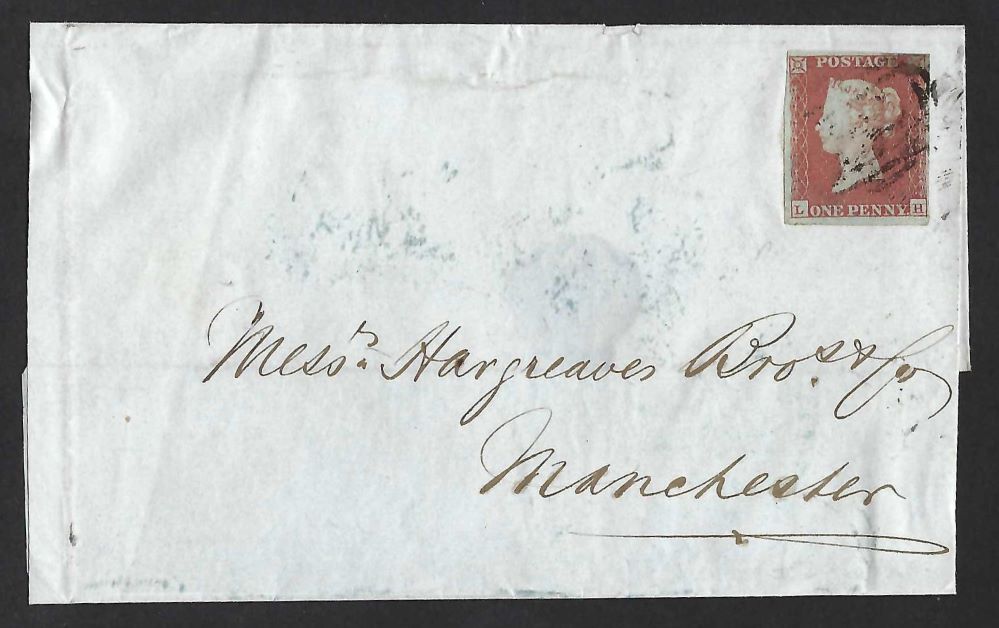 POSTAGE
L ONE PENNY H
Messrs Hargreaves Bros. & Co
Manchester